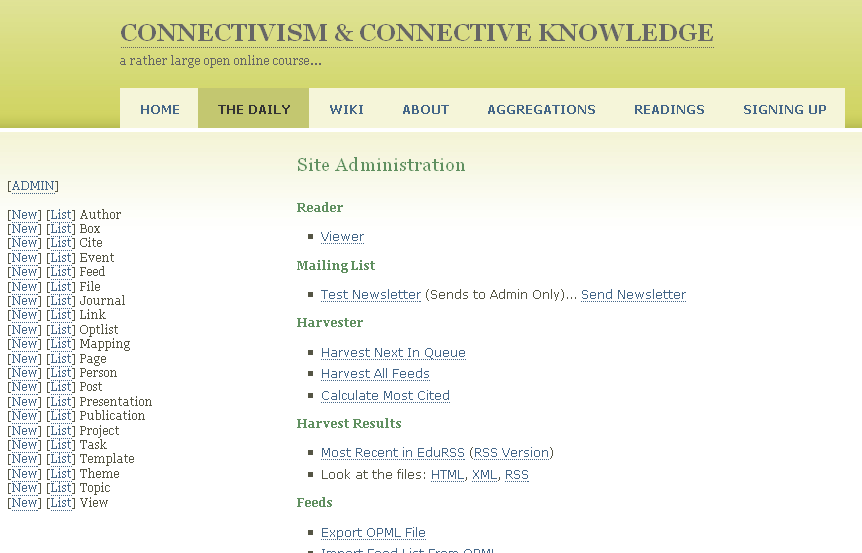 CONNECTIVISM & CONNECTIVE KNOWLEDGE
a rather large open online course...
HOME THE DAILY WIKI ABOUT AGGREGATIONS READINGS SIGNING UP
[ADMIN]
[New] [List] Author
[New] [List] Box
[New] [List] Cite
[New] [List] Event
[New] [List] Feed
[New] [List] File
[New] [List] Journal
[New] [List] Link
[New] [List] Optlist
[New] [List] Mapping
[New] [List] Page
[New] [List] Person
[New] [List] Post
[New] [List] Presentation
[New] [List] Publication
[New] [List] Project
[New] [List] Task
[New] [List] Template
[New] [List] Theme
[New] [List] Topic
[New] [List] View
Site Administration
Reader
Viewer
Mailing List
Test Newsletter (Sends to Admin Only)... Send Newsletter
Harvester
Harvest Next In Queue
Harvest All Feeds
Calculate Most Cited
Harvest Results
Most Recent in EduRSS (RSS Version)
Look at the files: HTML, XML, RSS
Feeds
Export OPML File
Import Feed List From OPML